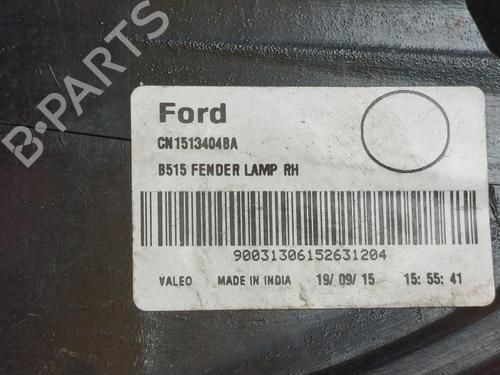 B-PARTS
Ford
CN1513404BA
B515 FENDER LAMP RH
90031306152631204
VALEO MADE IN INDIA 19/ 09/ 15 15: 55: 41